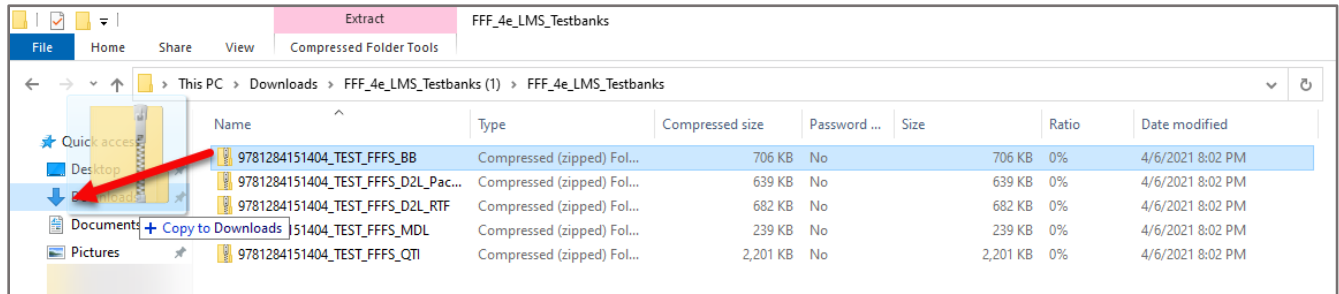 Extract FFF_4e_LMS_Testbanks
File Home Share View Compressed Folder Tools
This PC > Downloads > FFF_4e_LMS_Testbanks (1) > FFF_4e_LMS_Testbanks
Name Type Compressed size Password ... Size Ratio Date modified
Quick access
9781284151404_TEST_FFFS_BB Compressed (zipped) Fol... 706 KB No 706 KB 0% 4/6/2021 8:02 PM
Desktop
9781284151404_TEST_FFFS_D2L_Pac... Compressed (zipped) Fol... 639 KB No 639 KB 0% 4/6/2021 8:02 PM
Downloads
9781284151404_TEST_FFFS_D2L_RTF Compressed (zipped) Fol... 682 KB No 682 KB 0% 4/6/2021 8:02 PM
Documents
+ Copy to Downloads
151404_TEST_FFFS_MDL Compressed (zipped) Fol... 239 KB No 239 KB 0% 4/6/2021 8:02 PM
Pictures
9781284151404_TEST_FFFS_QTI Compressed (zipped) Fol... 2,201 KB No 2,201 KB 0% 4/6/2021 8:02 PM